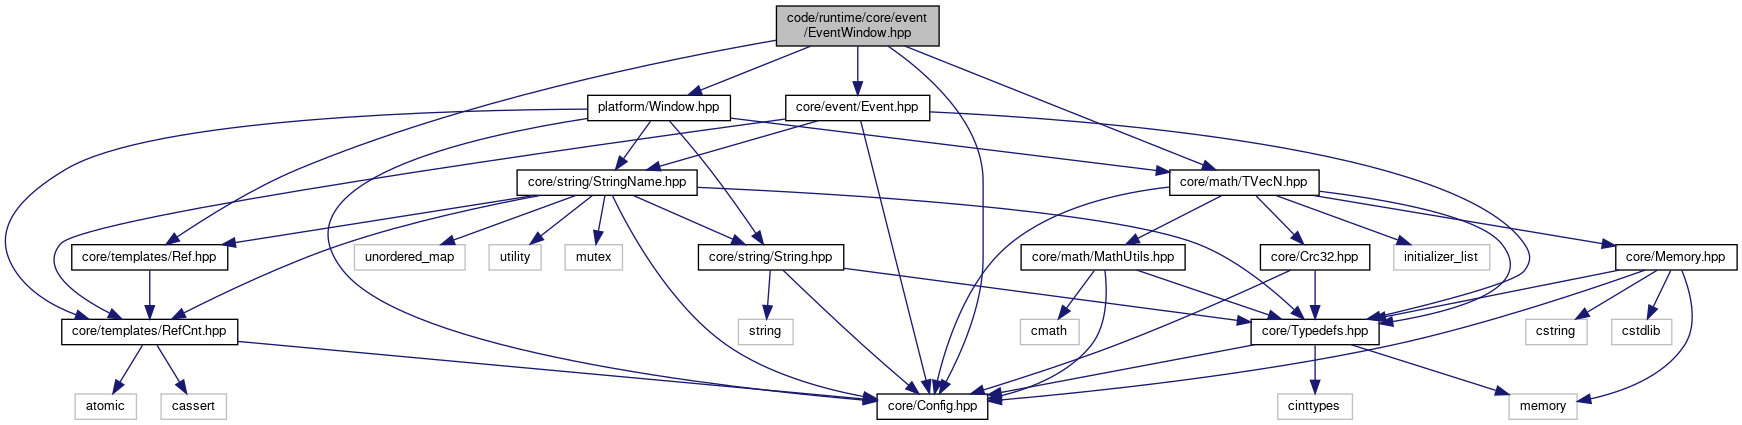 code/runtime/core/event
/EventWindow.hpp
platform/Window.hpp
core/event/Event.hpp
core/string/StringName.hpp
core/math/TVecN.hpp
core/templates/Ref.hpp
unordered_map
utility
mutex
core/string/String.hpp
core/math/MathUtils.hpp
core/Crc32.hpp
initializer_list
core/Memory.hpp
core/templates/RefCnt.hpp
string
cmath
core/Typedefs.hpp
cstring
cstdlib
atomic
cassert
core/Config.hpp
cinttypes
memory